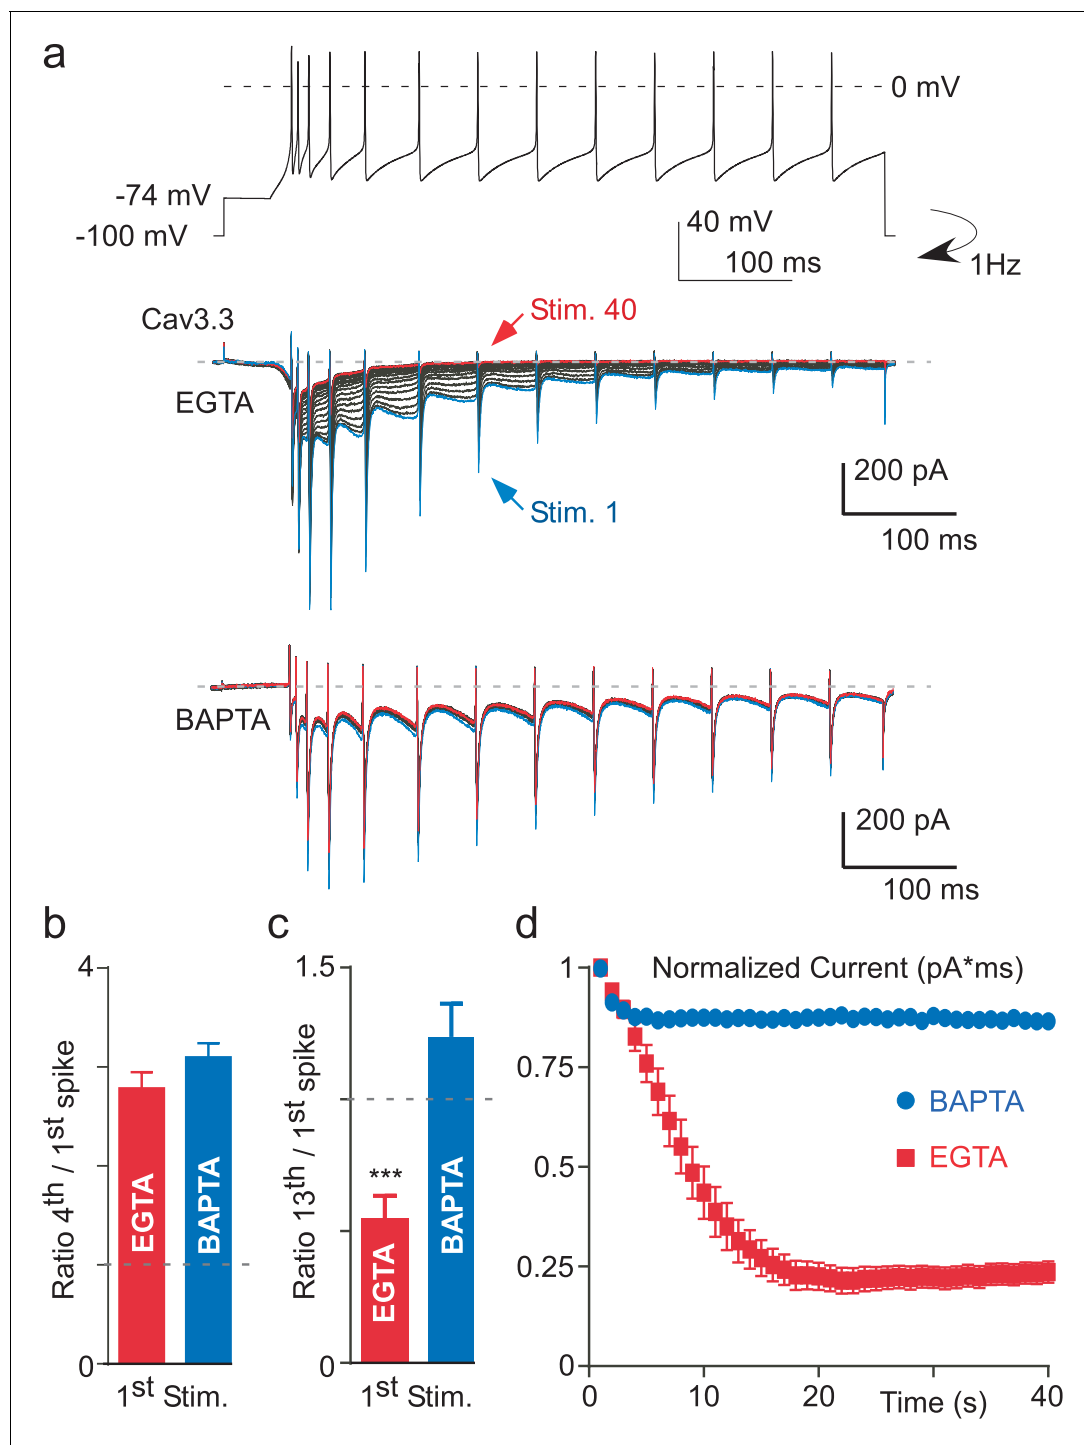 a
0 mV
-74 mV
-100 mV
40 mV
100 ms
1Hz
Cav3.3
Stim. 40
EGTA
200 pA
Stim. 1
100 ms
BAPTA
200 pA
100 ms
b
4
Ratio 4th / 1st spike
EGTA
BAPTA
0
1st Stim.
c
1.5
Ratio 13th / 1st spike
***
EGTA
BAPTA
0
1st Stim.
d
Normalized Current (pA*ms)
1
0.75
0.5
0.25
0
BAPTA
EGTA
0
10
20
40
Time (s)